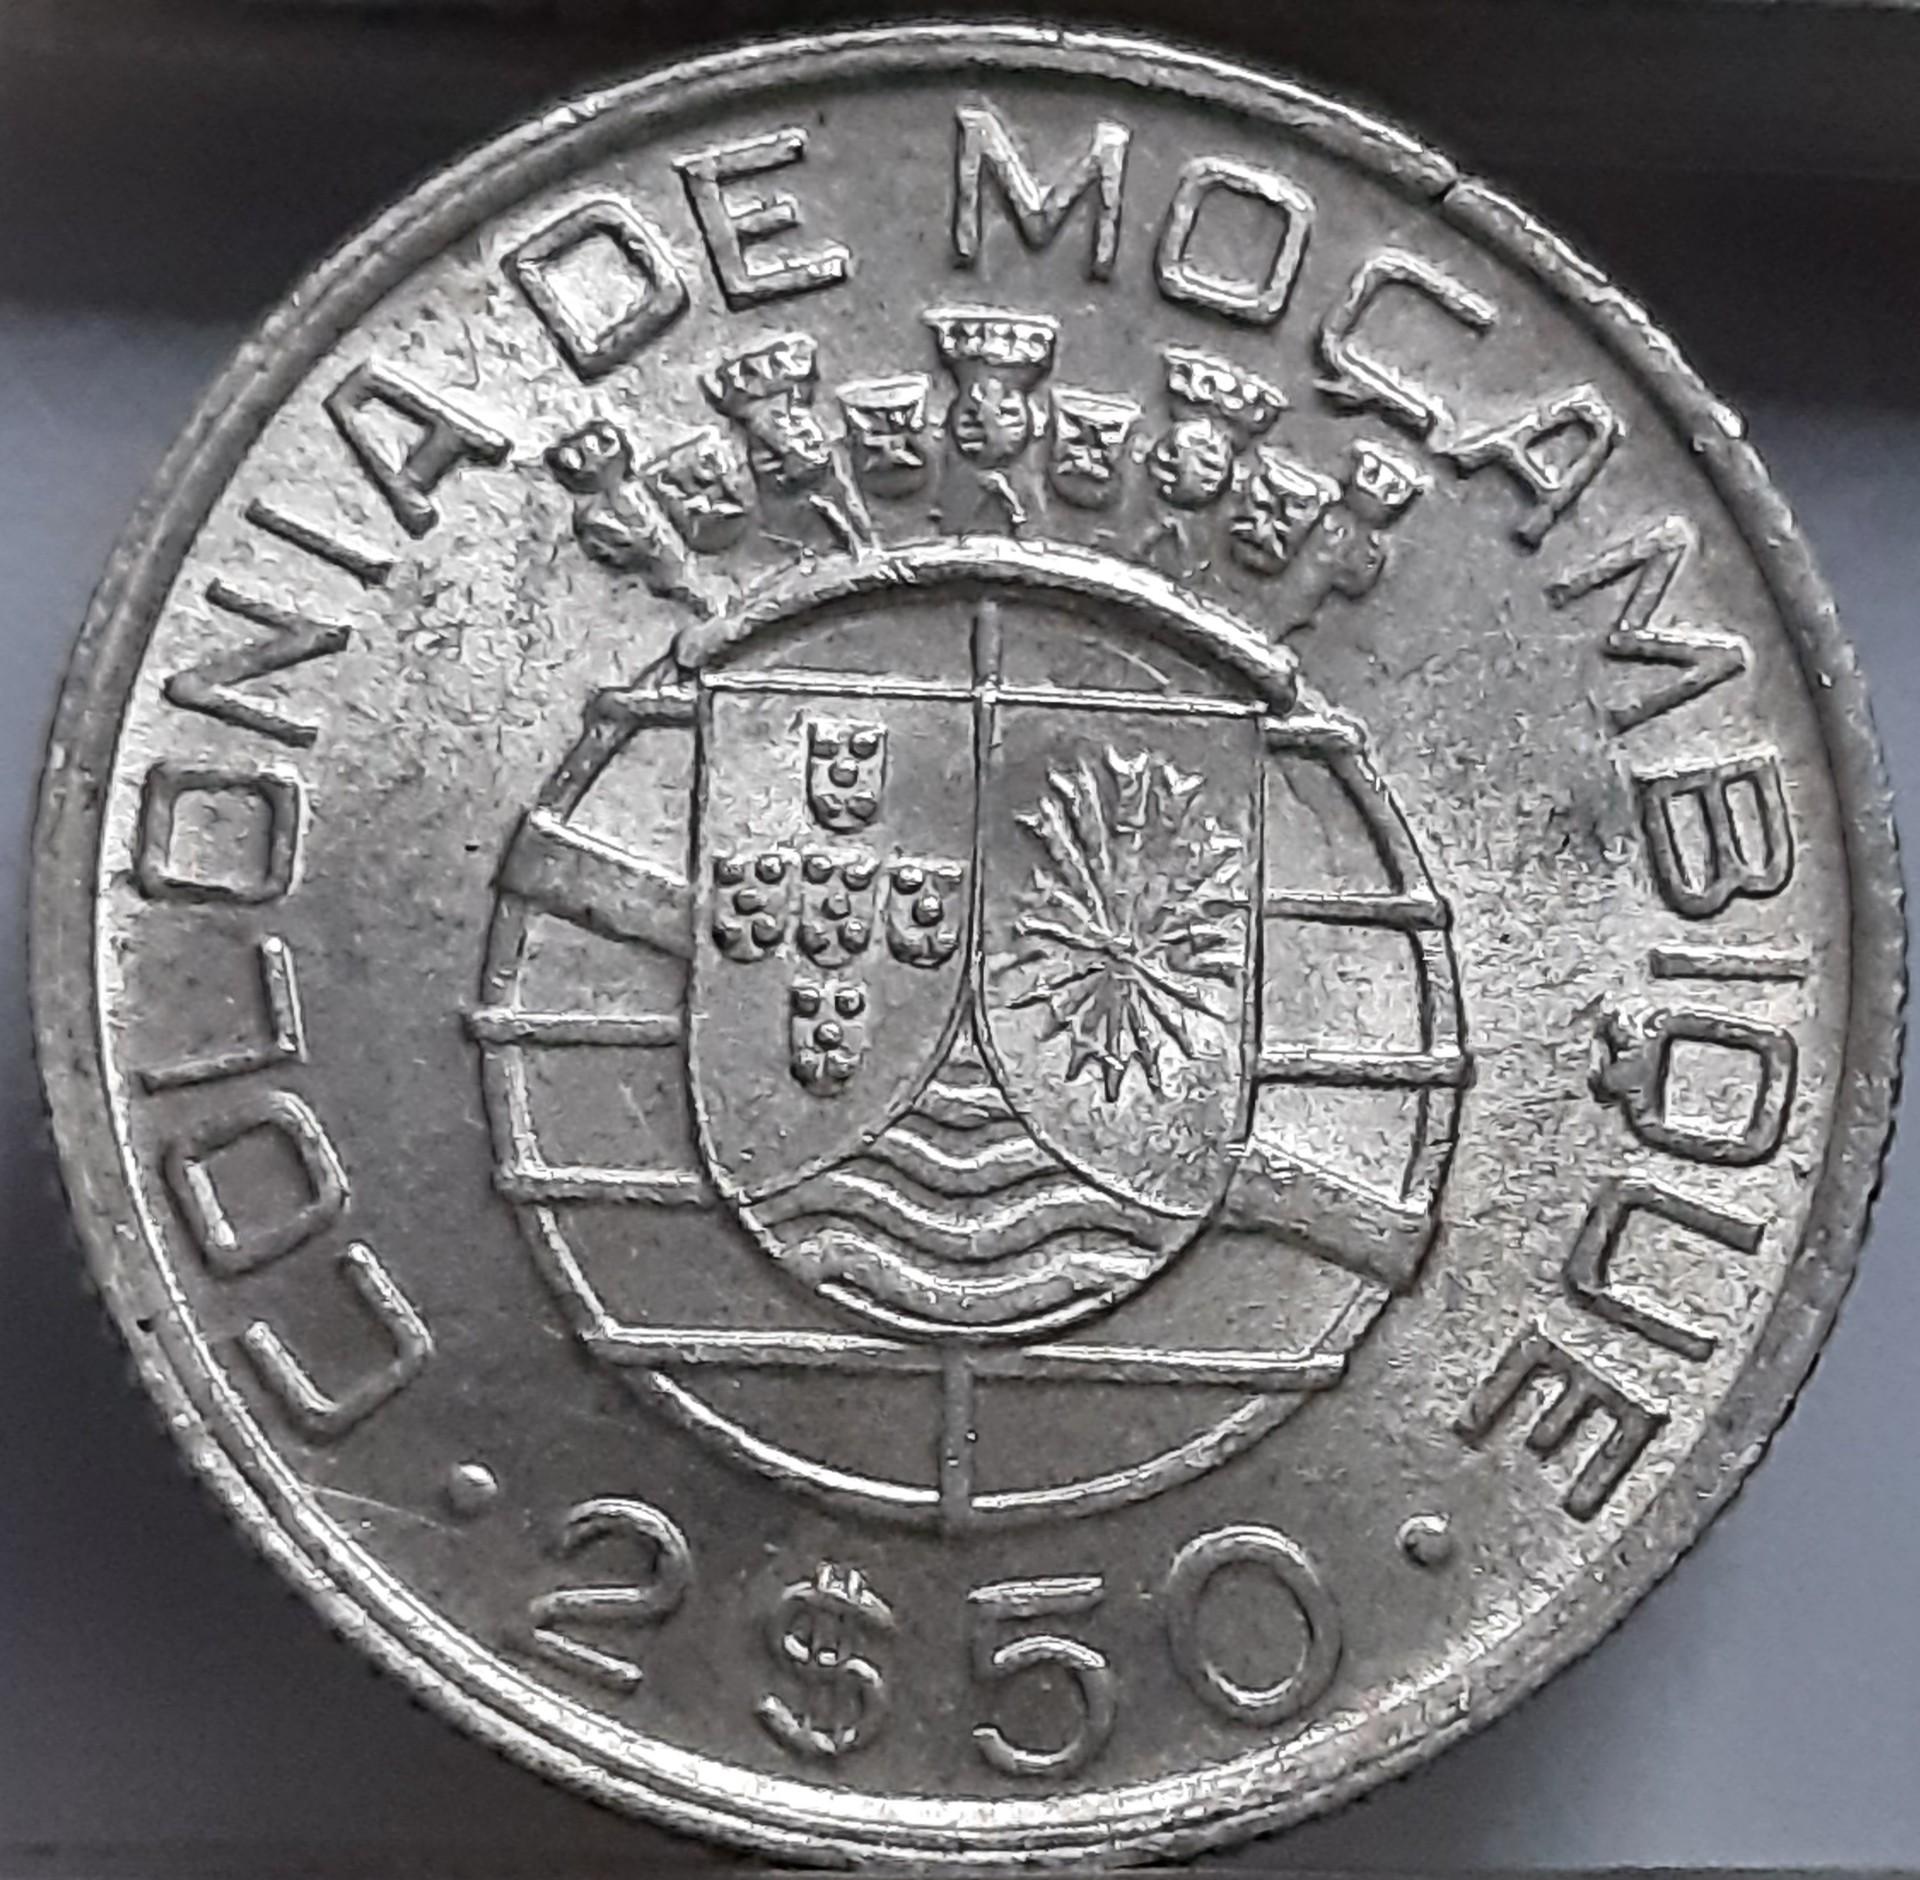 COLONIA DE MOÇAMBIQUE
· 2$50 ·